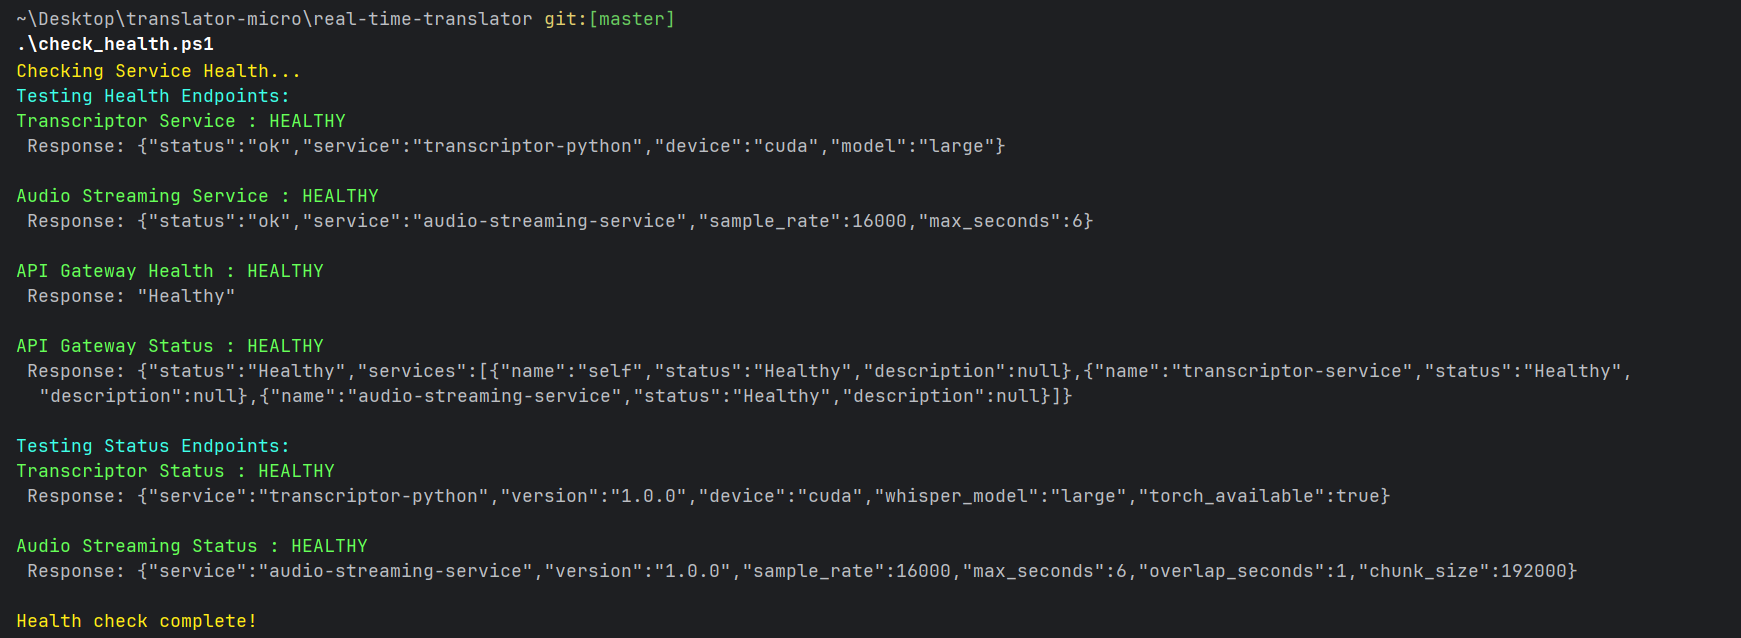 ~\Desktop\translator-micro\real-time-translator git:[master]
.\check_health.ps1
Checking Service Health...
Testing Health Endpoints:
Transcriptor Service : HEALTHY
Response: {"status":"ok","service":"transcriptor-python","device":"cuda","model":"large"}
Audio Streaming Service : HEALTHY
Response: {"status":"ok","service":"audio-streaming-service","sample_rate":16000,"max_seconds":6}
API Gateway Health : HEALTHY
Response: "Healthy"
API Gateway Status : HEALTHY
Response: {"status":"Healthy","services":[{"name":"self","status":"Healthy","description":null},{"name":"transcriptor-service","status":"Healthy",
"description":null},{"name":"audio-streaming-service","status":"Healthy","description":null}]}
Testing Status Endpoints:
Transcriptor Status : HEALTHY
Response: {"service":"transcriptor-python","version":"1.0.0","device":"cuda","whisper_model":"large","torch_available":true}
Audio Streaming Status : HEALTHY
Response: {"service":"audio-streaming-service","version":"1.0.0","sample_rate":16000,"max_seconds":6,"overlap_seconds":1,"chunk_size":192000}
Health check complete!